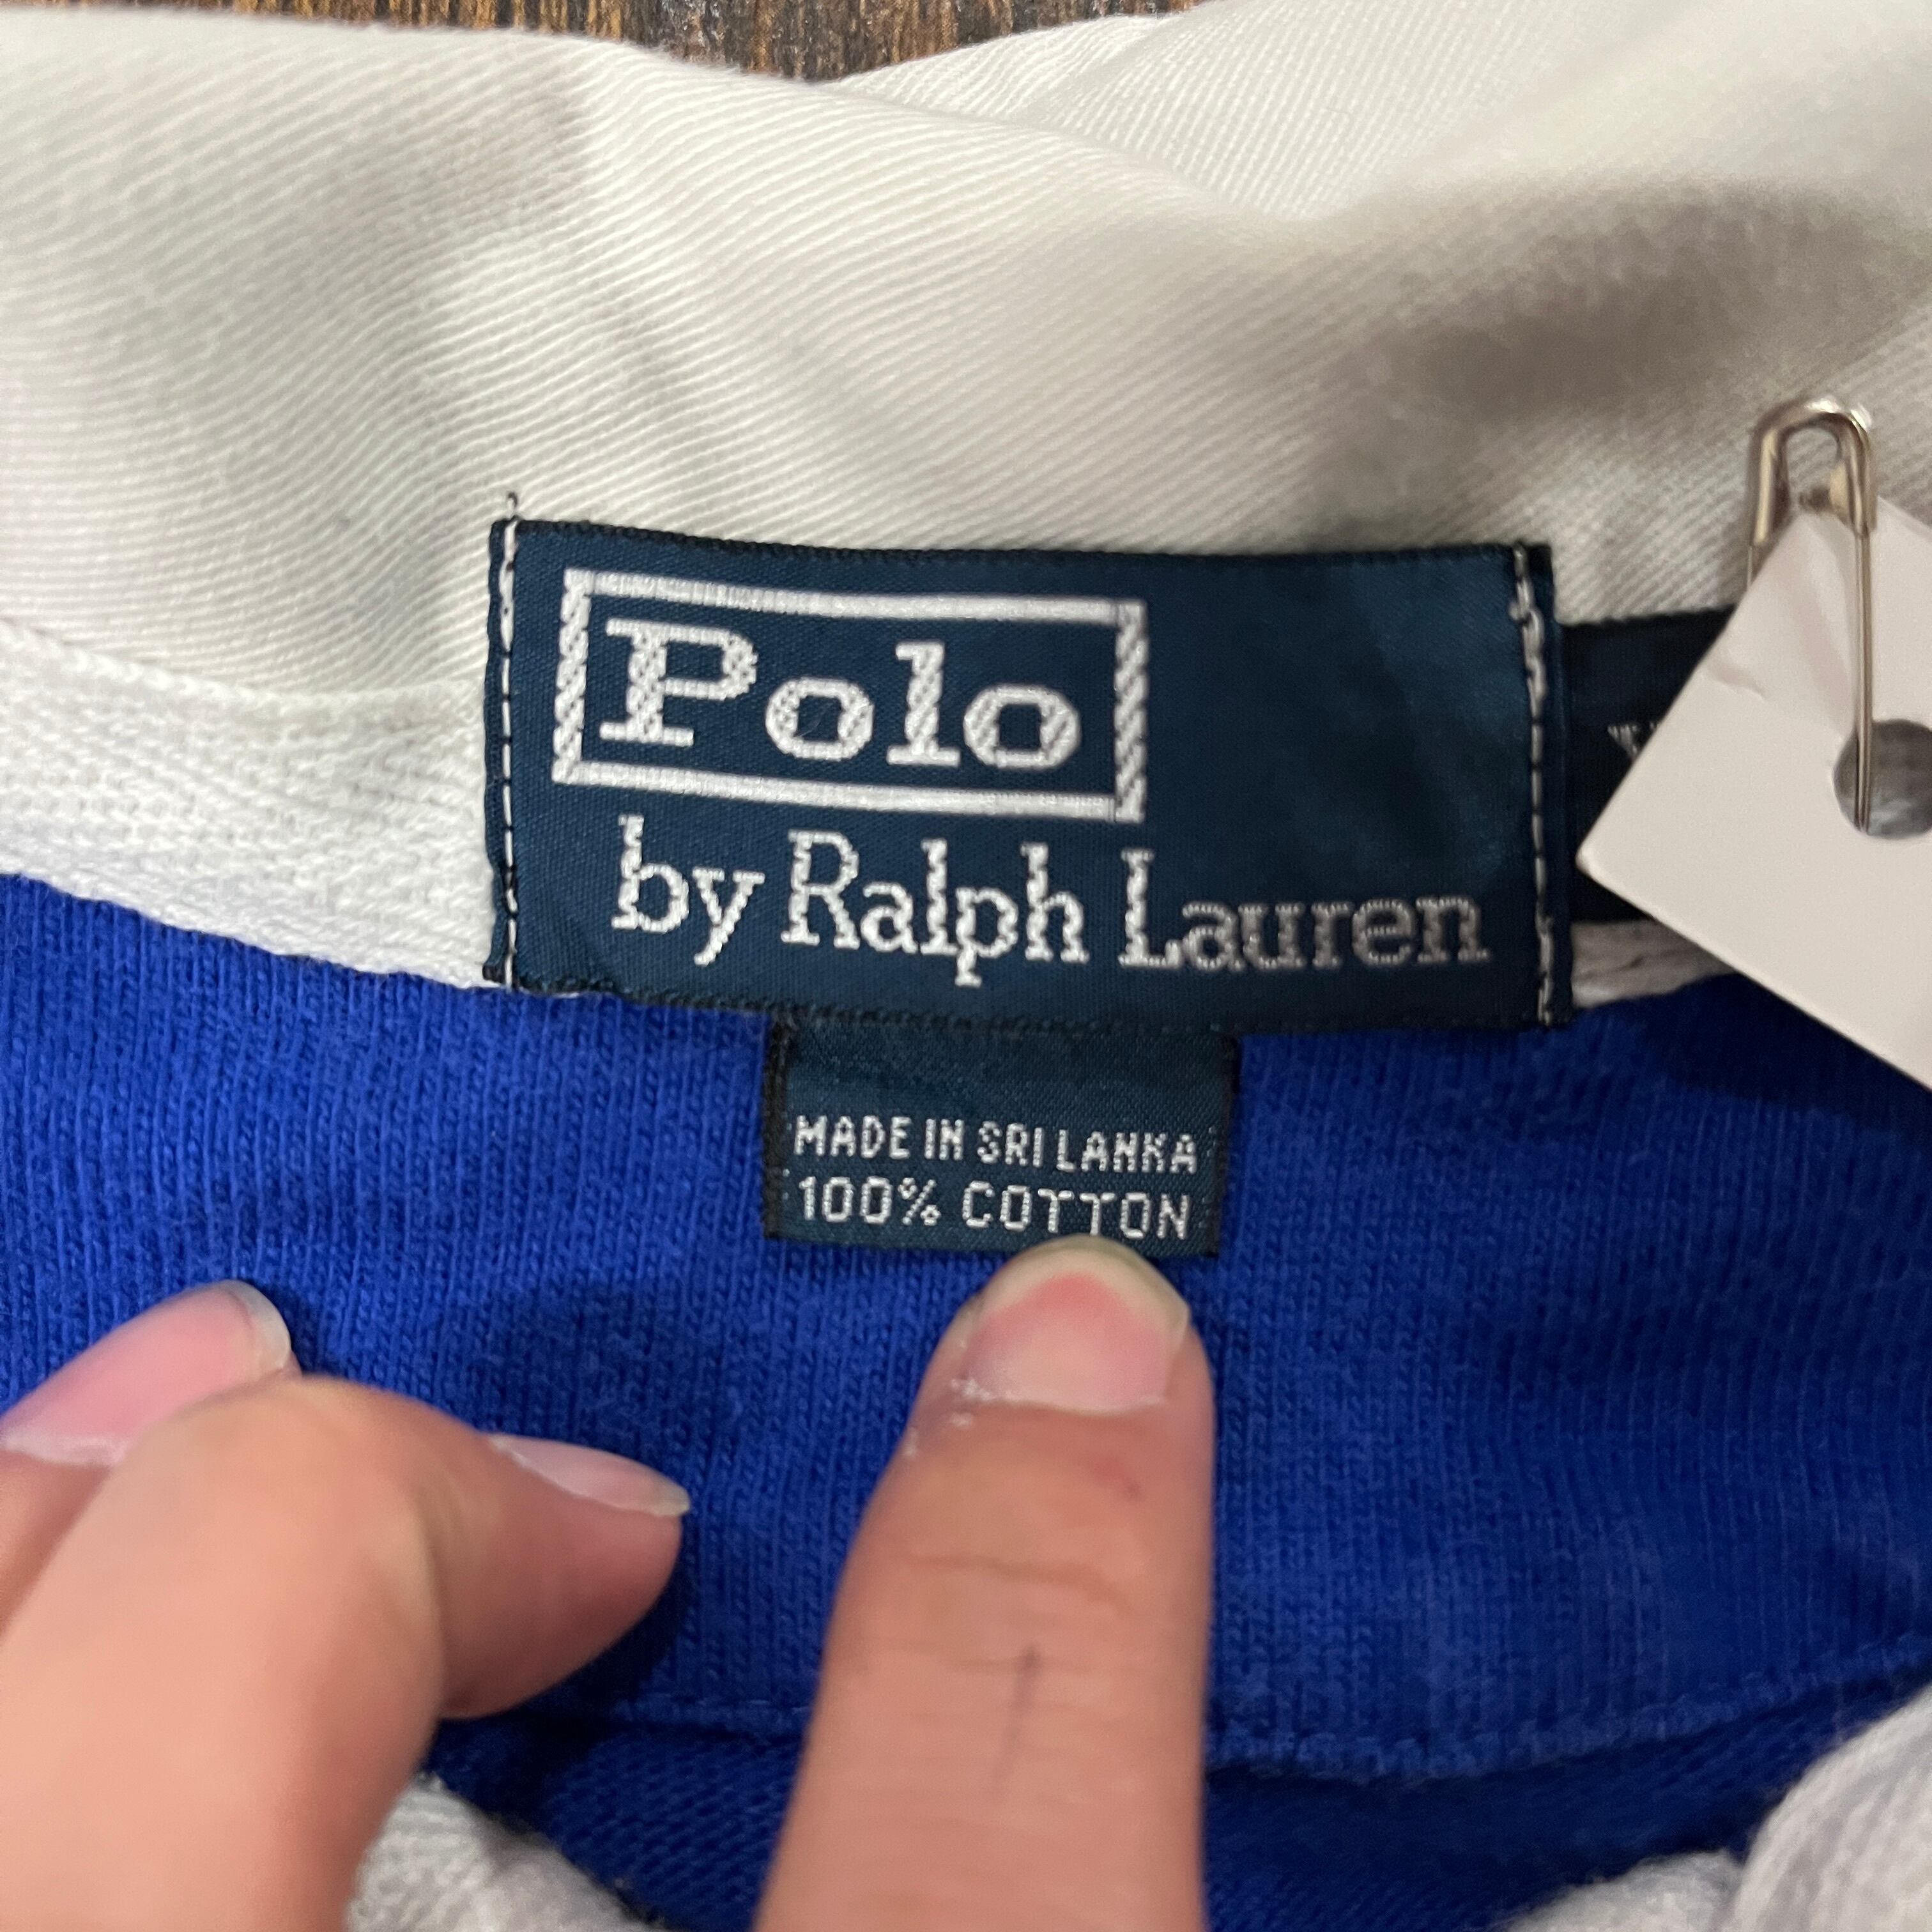 Polo
by Ralph Lauren
MADE IN SRI LANKA
100% COTTON